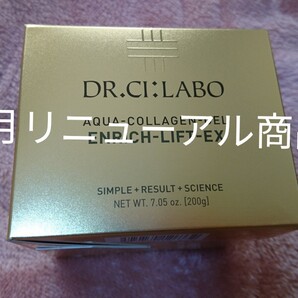 DR.CI:LABO
AQUA-COLLAGEN-GEL
月リニューアル商品
ENRICH-LIFT-EX
SIMPLE + RESULT + SCIENCE
NET WT. 7.05 oz. [200g]